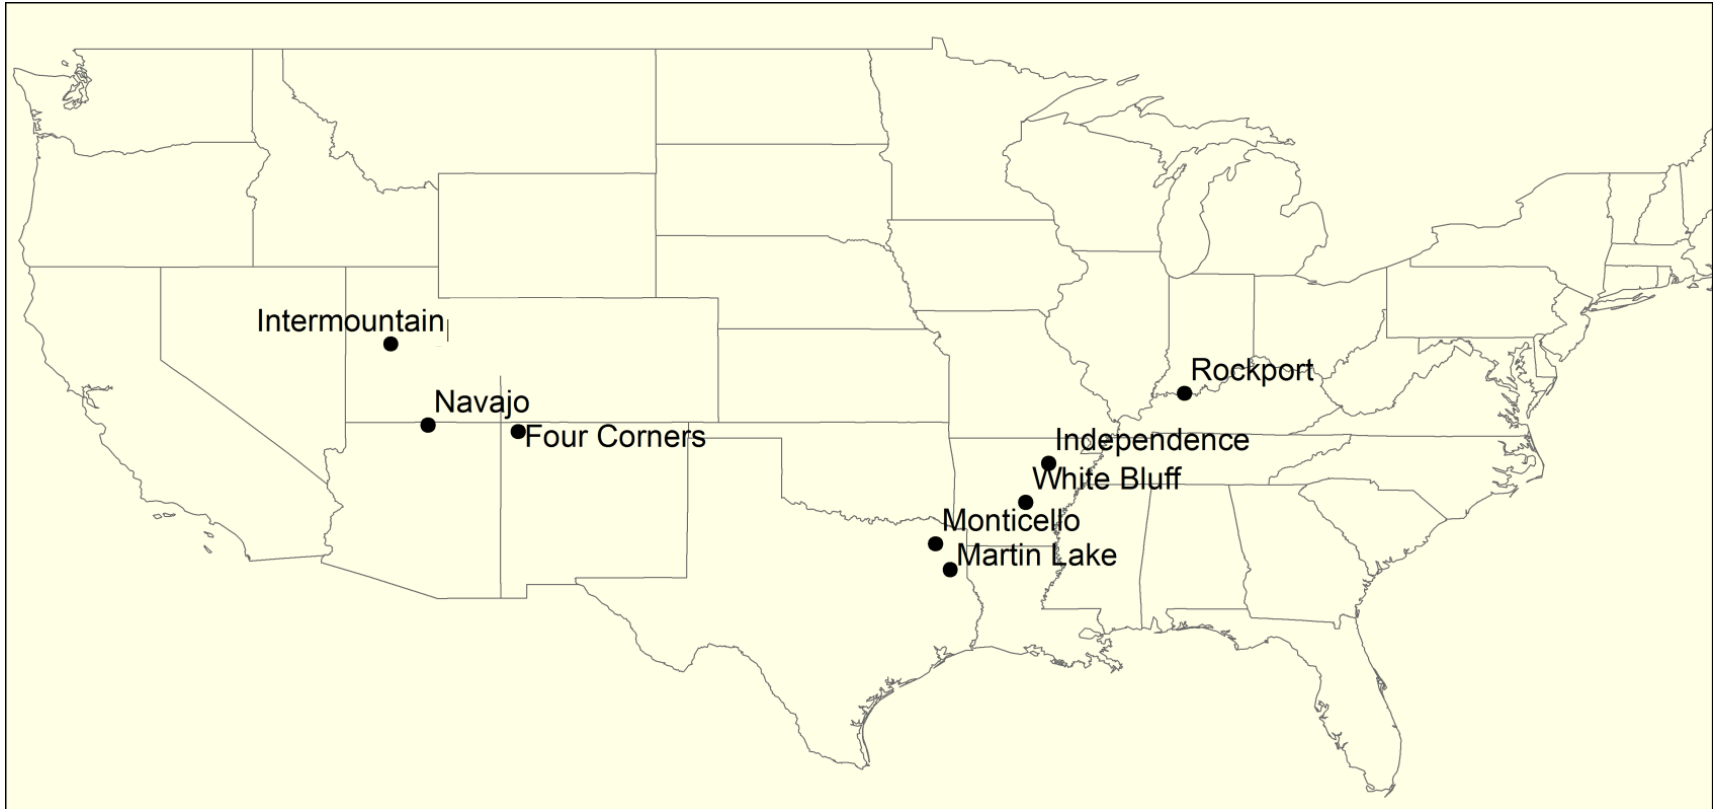 Intermountain
Rockport
Navajo
Four Corners
Independence
White Bluff
Monticello
Martin Lake